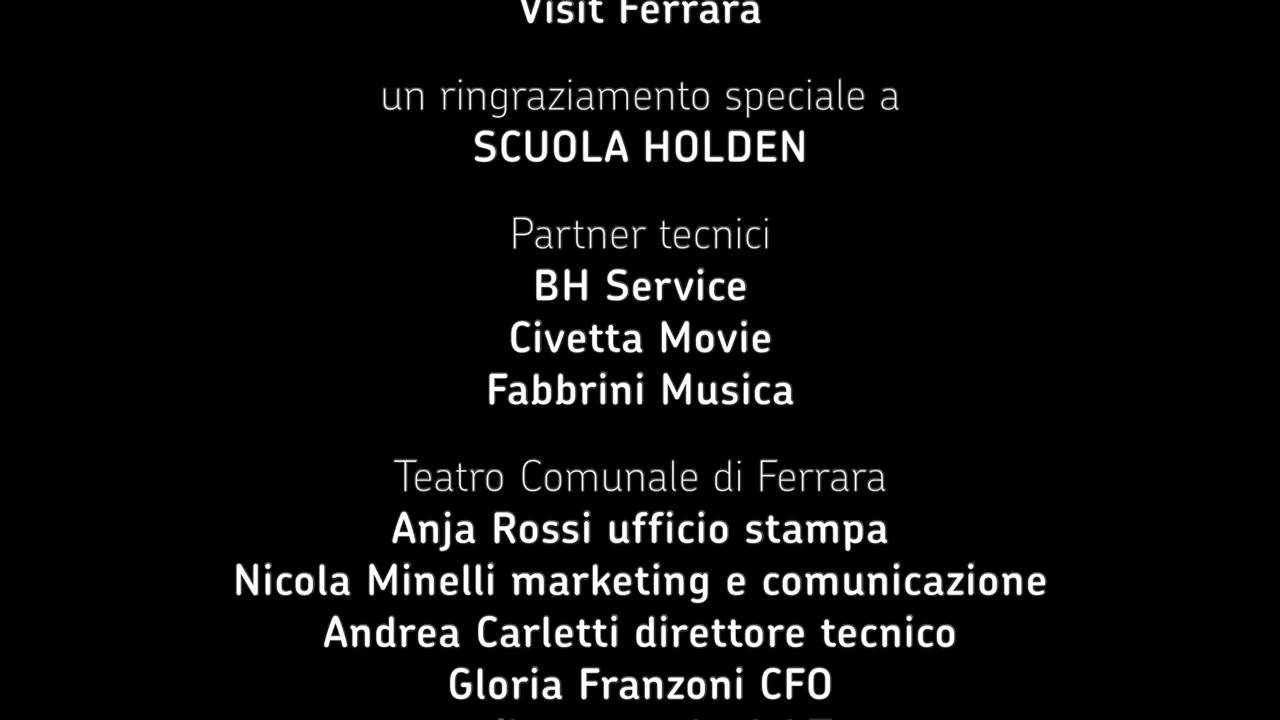 Visit Ferrara
un ringraziamento speciale a
SCUOLA HOLDEN
Partner tecnici
BH Service
Civetta Movie
Fabbrini Musica
Teatro Comunale di Ferrara
Anja Rossi ufficio stampa
Nicola Minelli marketing e comunicazione
Andrea Carletti direttore tecnico
Gloria Franzoni CFO